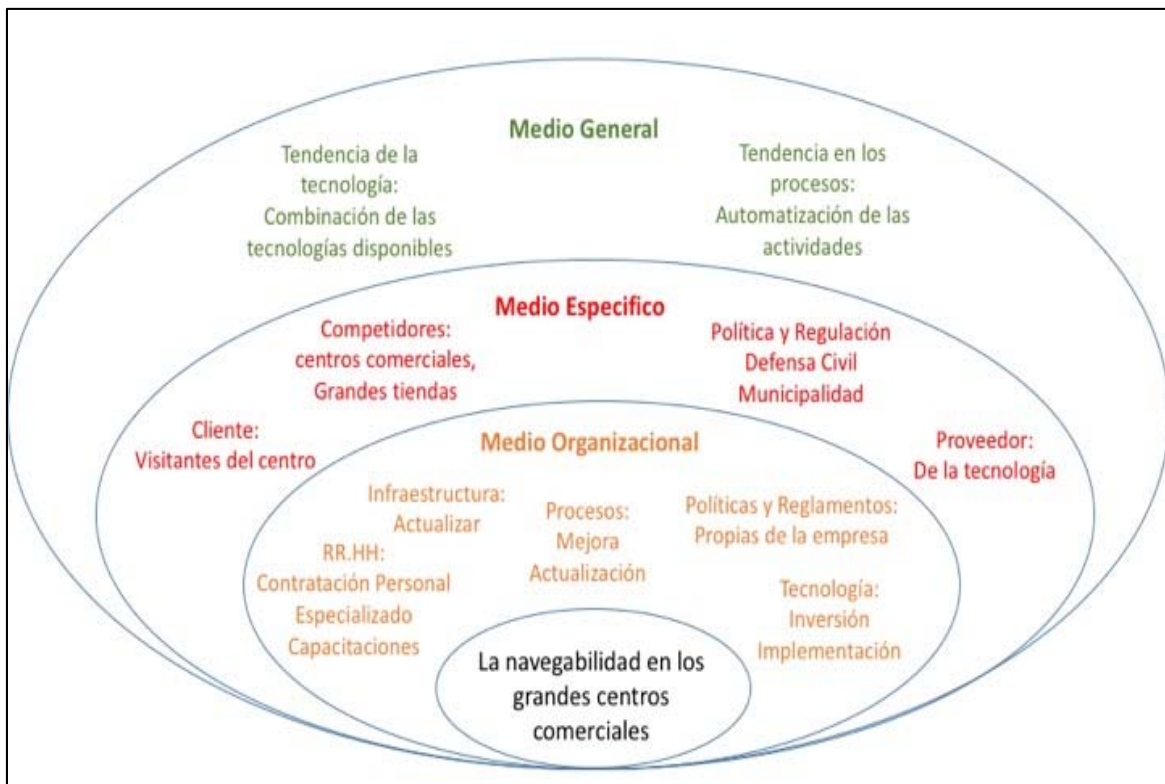 Medio General
Tendencia de la
tecnología:
Combinación de las
tecnologías disponibles
Tendencia en los
procesos:
Automatización de las
actividades
Medio Especifico
Competidores:
centros comerciales,
Grandes tiendas
Política y Regulación
Defensa Civil
Municipalidad
Cliente:
Visitantes del centro
Proveedor:
De la tecnología
Medio Organizacional
Infraestructura:
Actualizar
Procesos:
Mejora
Actualización
Políticas y Reglamentos:
Propias de la empresa
RR.HH:
Contratación Personal
Especializado
Capacitaciones
Tecnología:
Inversión
Implementación
La navegabilidad en los
grandes centros
comerciales